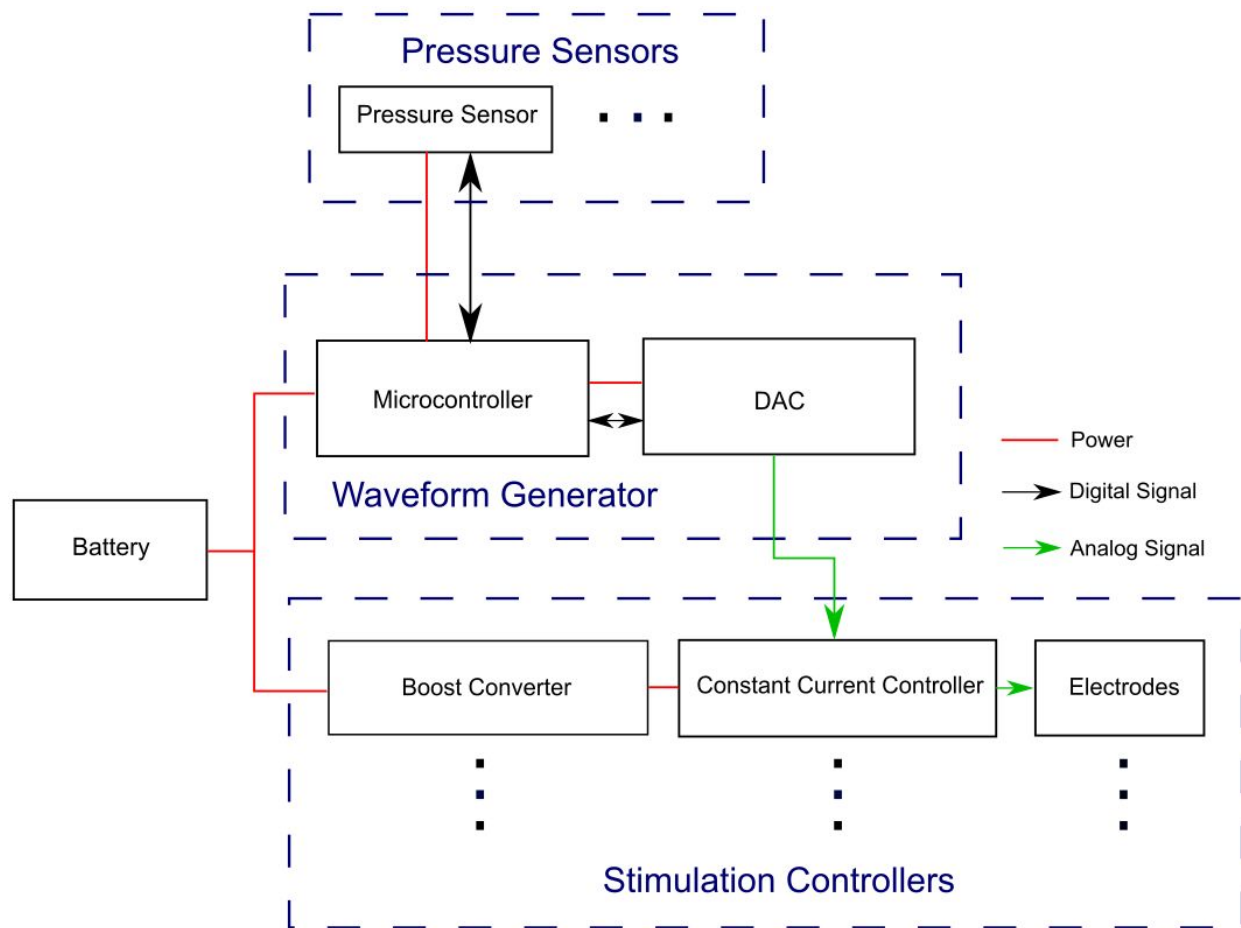 Pressure Sensors
Pressure Sensor
Microcontroller
DAC
Waveform Generator
Power
Digital Signal
Analog Signal
Battery
Boost Converter
Constant Current Controller
Electrodes
Stimulation Controllers